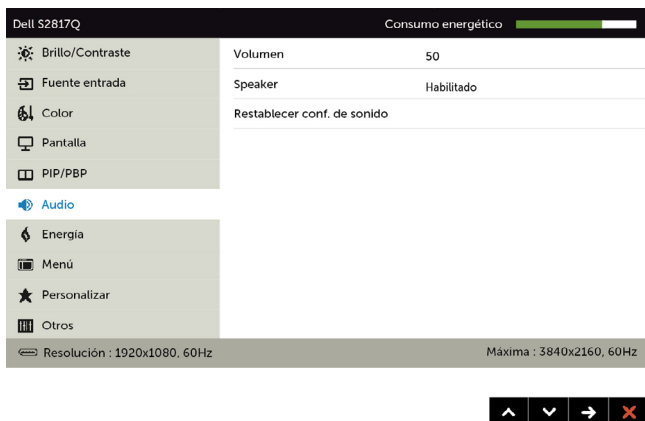 Dell S2817Q Consumo energético
Brillo/Contraste Volumen 50
Fuente entrada Speaker Habilitado
Color Restablecer conf. de sonido
Pantalla
PIP/PBP
Audio
Energía
Menú
Personalizar
Otros
Resolución : 1920x1080, 60Hz Máxima : 3840x2160, 60Hz